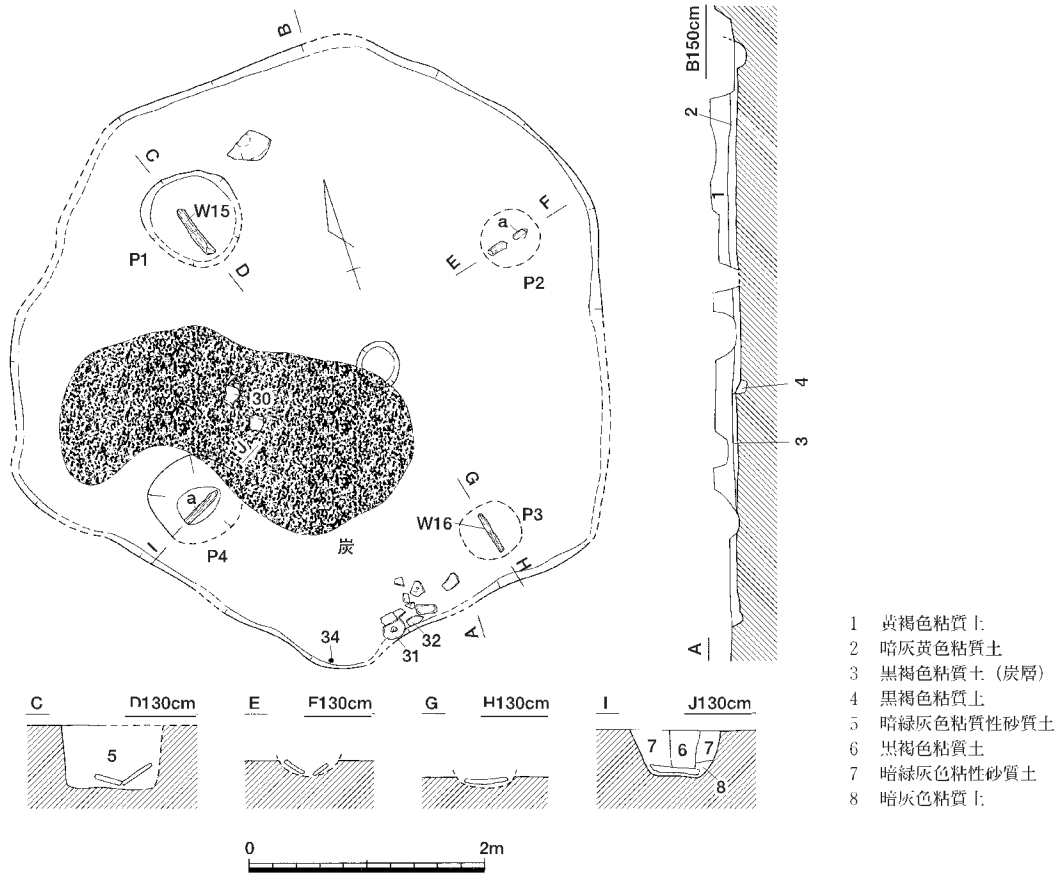 B
B150cm
2
C
W15
F
a
E
P1
D
P2
1
30
J
4
3
G
a
W16
P3
I
P4
炭
H
34
32
A
31
A
1 黄褐色粘質土
2 暗灰黄色粘質土
3 黒褐色粘質土（炭層）
4 黒褐色粘質土
5 暗緑灰色粘質性砂質土
6 黒褐色粘質土
7 暗緑灰色粘性砂質土
8 暗灰色粘質土
C D130cm E F130cm G H130cm I J130cm
5
7 6 7
8
0 2m